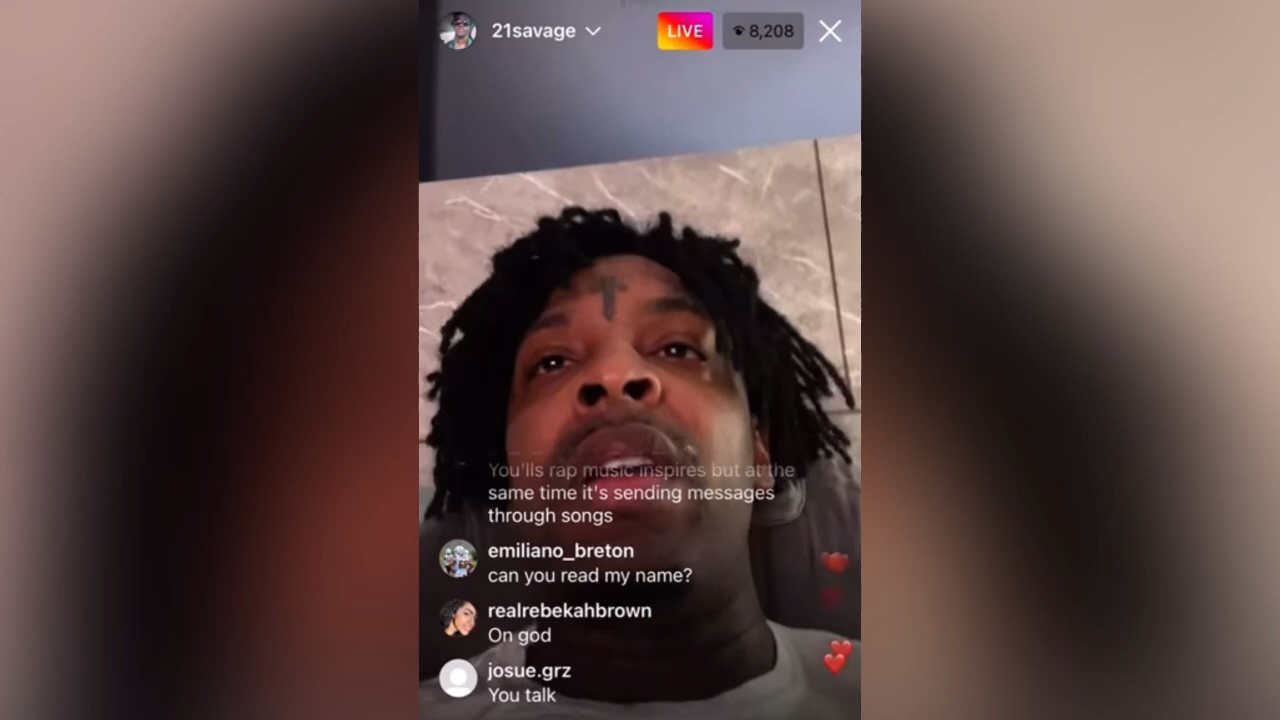 21savage
LIVE
8,208
You'lls rap music inspires but at the
same time it's sending messages
through songs
emiliano_breton
can you read my name?
realrebekahbrown
On god
josue.grz
You talk